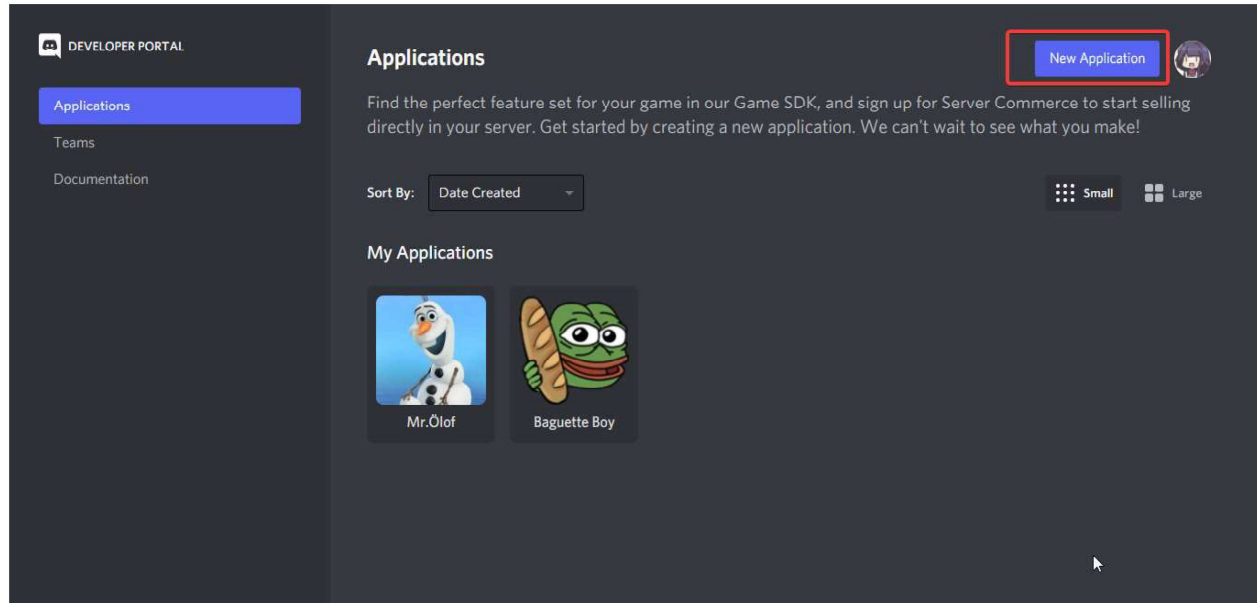 DEVELOPER PORTAL
Applications
Teams
Documentation
Applications
New Application
Find the perfect feature set for your game in our Game SDK, and sign up for Server Commerce to start selling
directly in your server. Get started by creating a new application. We can't wait to see what you make!
Sort By: Date Created
Small Large
My Applications
Mr.Ölof
Baguette Boy